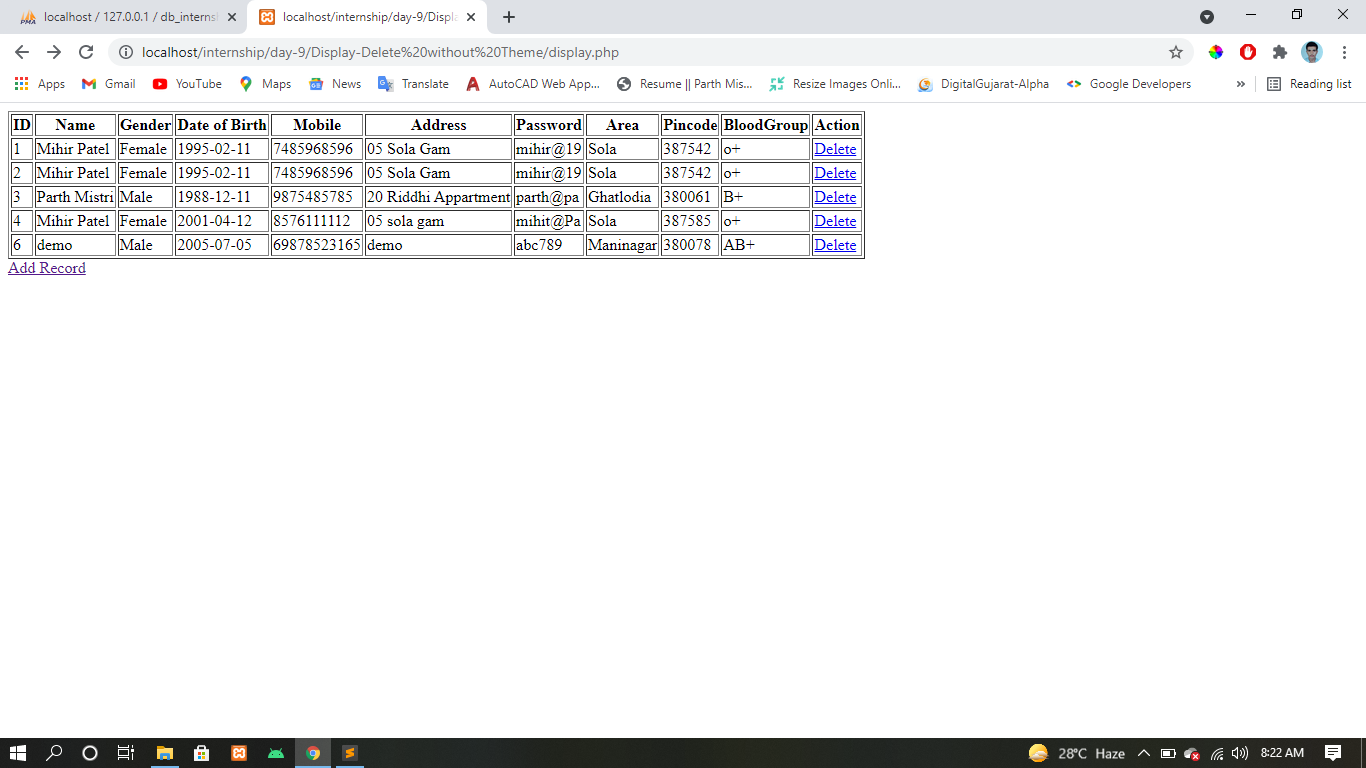 localhost / 127.0.0.1 / db_interns
localhost/internship/day-9/Displa
localhost/internship/day-9/Display-Delete%20without%20Theme/display.php
Apps Gmail YouTube Maps News Translate AutoCAD Web App... Resume || Parth Mis... Resize Images Onli... DigitalGujarat-Alpha Google Developers » Reading list
ID Name Gender Date of Birth Mobile Address Password Area Pincode BloodGroup Action
1 Mihir Patel Female 1995-02-11 7485968596 05 Sola Gam mihir@19 Sola 387542 o+ Delete
2 Mihir Patel Female 1995-02-11 7485968596 05 Sola Gam mihir@19 Sola 387542 o+ Delete
3 Parth Mistri Male 1988-12-11 9875485785 20 Riddhi Appartment parth@pa Ghatlodia 380061 B+ Delete
4 Mihir Patel Female 2001-04-12 8576111112 05 sola gam mihit@Pa Sola 387585 o+ Delete
6 demo Male 2005-07-05 69878523165 demo abc789 Maninagar 380078 AB+ Delete
Add Record
28°C Haze 8:22 AM